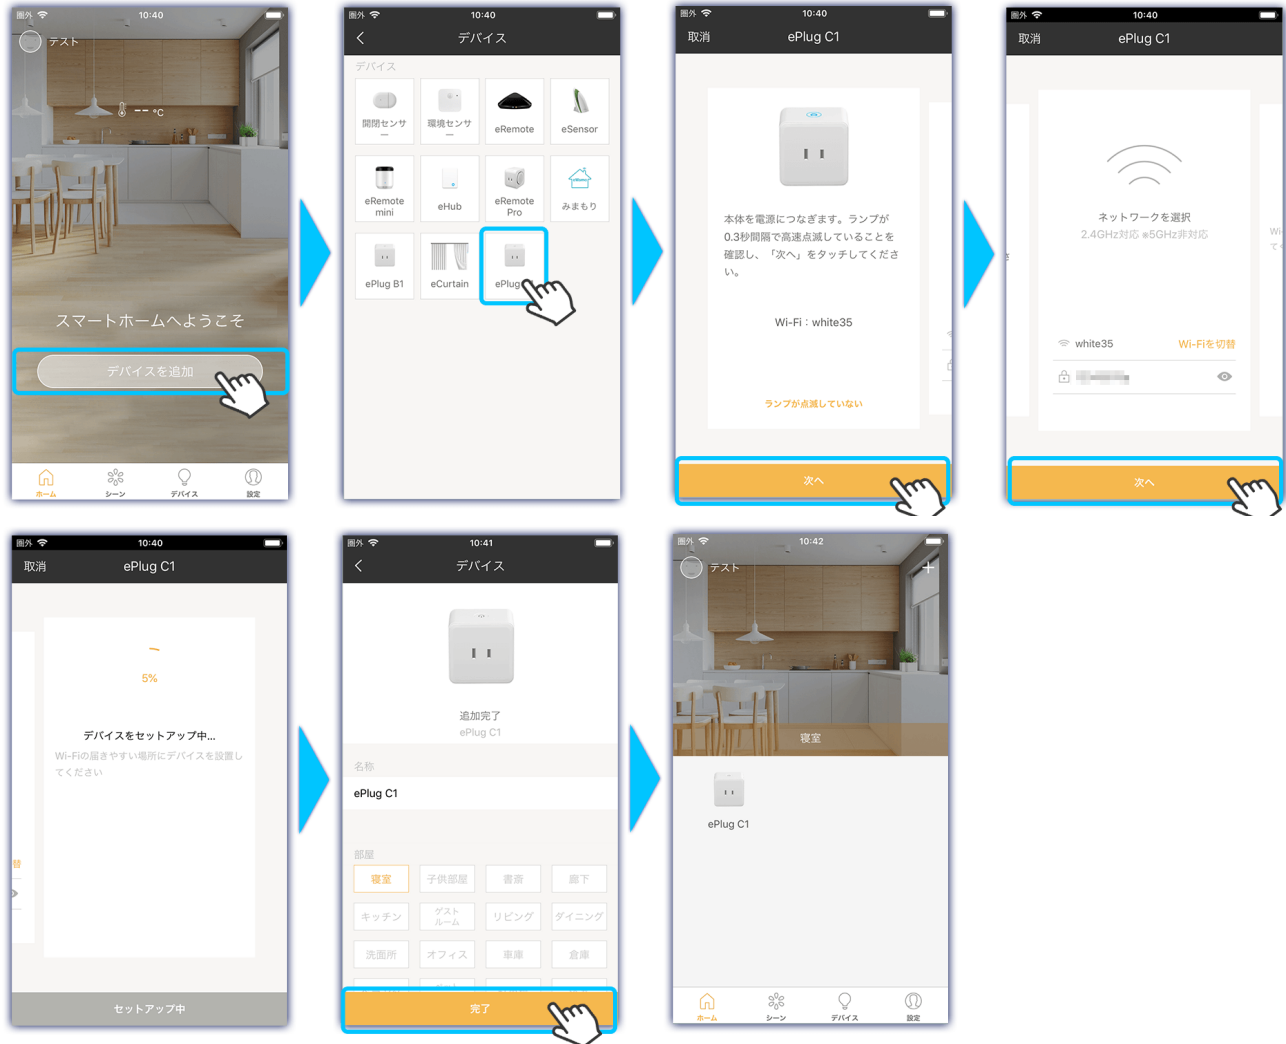 圏外 10:40
テスト
-- ℃
スマートホームへようこそ
デバイスを追加
ホーム シーン デバイス 設定
圏外 10:40
デバイス
デバイス
開閉センサ
ー
環境センサ
ー
eRemote
eSensor
eRemote
mini
eHub
eRemote
Pro
みまもり
ePlug B1
eCurtain
ePlug
圏外 10:40
取消 ePlug C1
本体を電源につなぎます。ランプが
0.3秒間隔で高速点滅していることを
確認し、「次へ」をタッチしてくださ
い。
Wi-Fi：white35
ランプが点滅していない
次へ
圏外 10:40
取消 ePlug C1
ネットワークを選択
2.4GHz対応 ※5GHz非対応
white35 Wi-Fiを切替
次へ
圏外 10:40
取消 ePlug C1
5%
デバイスをセットアップ中...
Wi-Fiの届きやすい場所にデバイスを設置し
てください
替
セットアップ中
圏外 10:41
デバイス
追加完了
ePlug C1
名称
ePlug C1
部屋
寝室 子供部屋 書斎 廊下
キッチン ゲスト
ルーム リビング ダイニング
洗面所 オフィス 車庫 倉庫
完了
圏外 10:42
テスト +
寝室
ePlug C1
ホーム シーン デバイス 設定